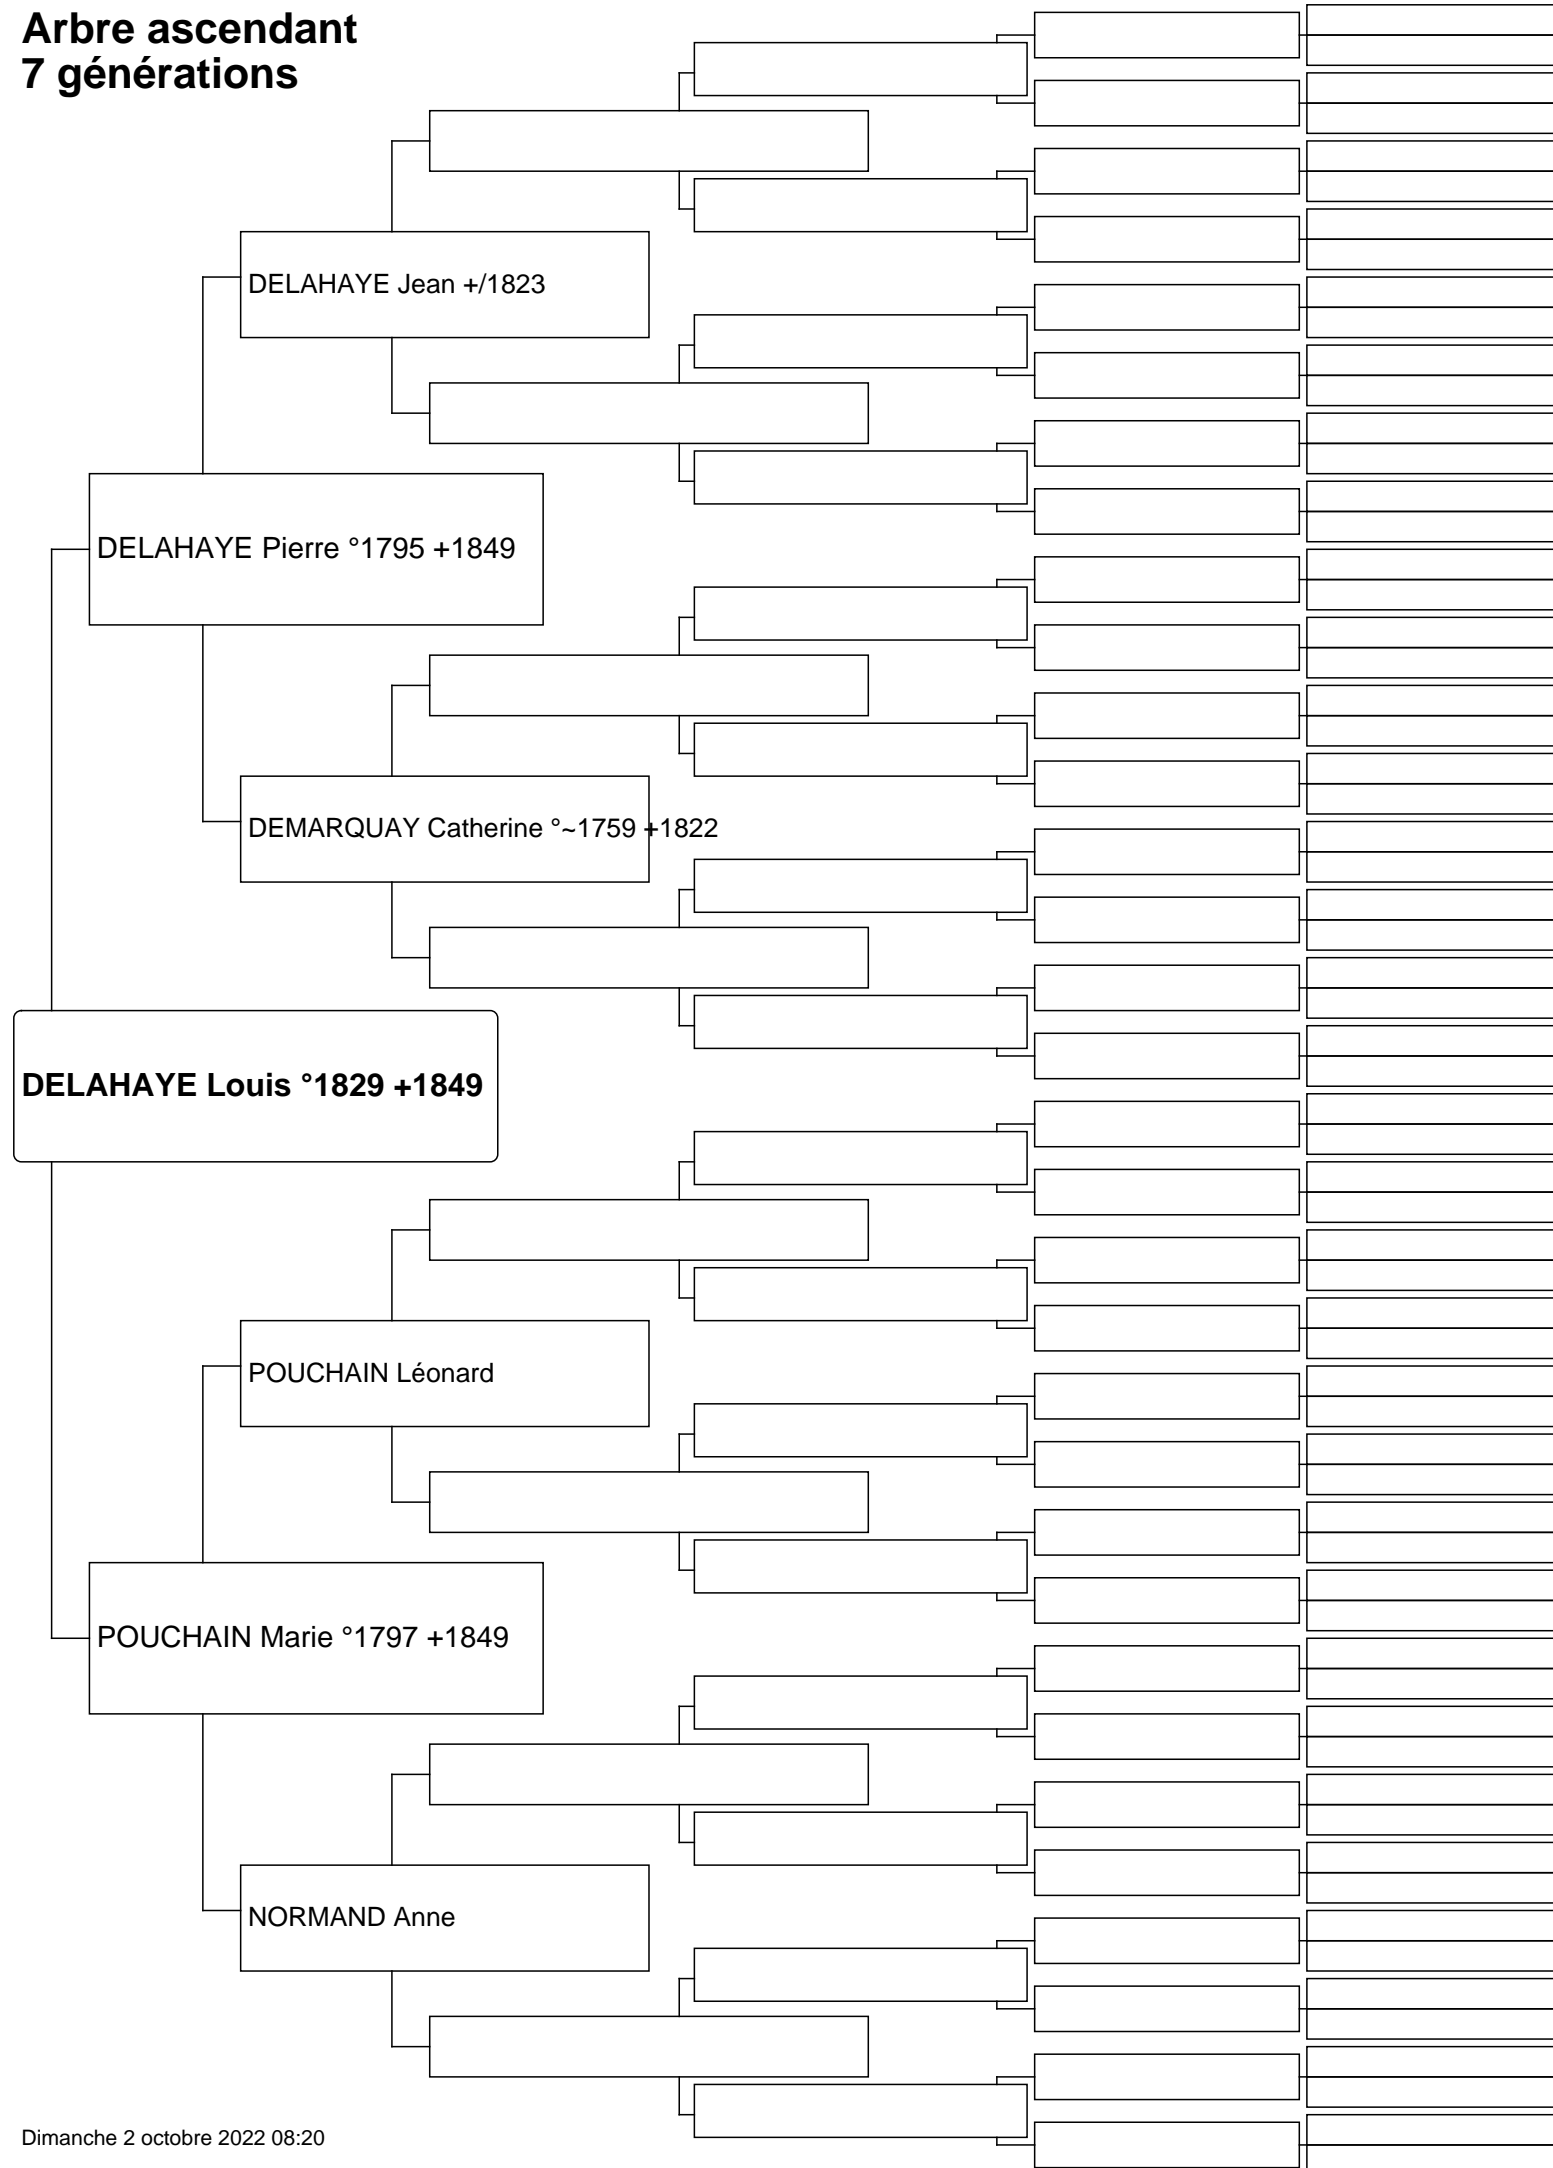 Arbre ascendant
7 générations
DELAHAYE Jean +/1823
DELAHAYE Pierre °1795 +1849
DEMARQUAY Catherine °~1759 +1822
DELAHAYE Louis °1829 +1849
POUCHAIN Léonard
POUCHAIN Marie °1797 +1849
NORMAND Anne
Dimanche 2 octobre 2022 08:20